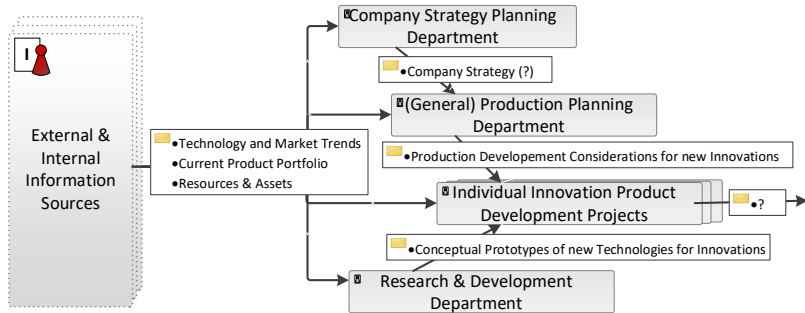 Company Strategy Planning
Department
I
•Company Strategy (?)
(General) Production Planning
Department
External &
Internal
Information
Sources
•Technology and Market Trends
•Current Product Portfolio
•Resources & Assets
•Production Developement Considerations for new Innovations
Individual Innovation Product
Development Projects
•?
•Conceptual Prototypes of new Technologies for Innovations
Research & Development
Department